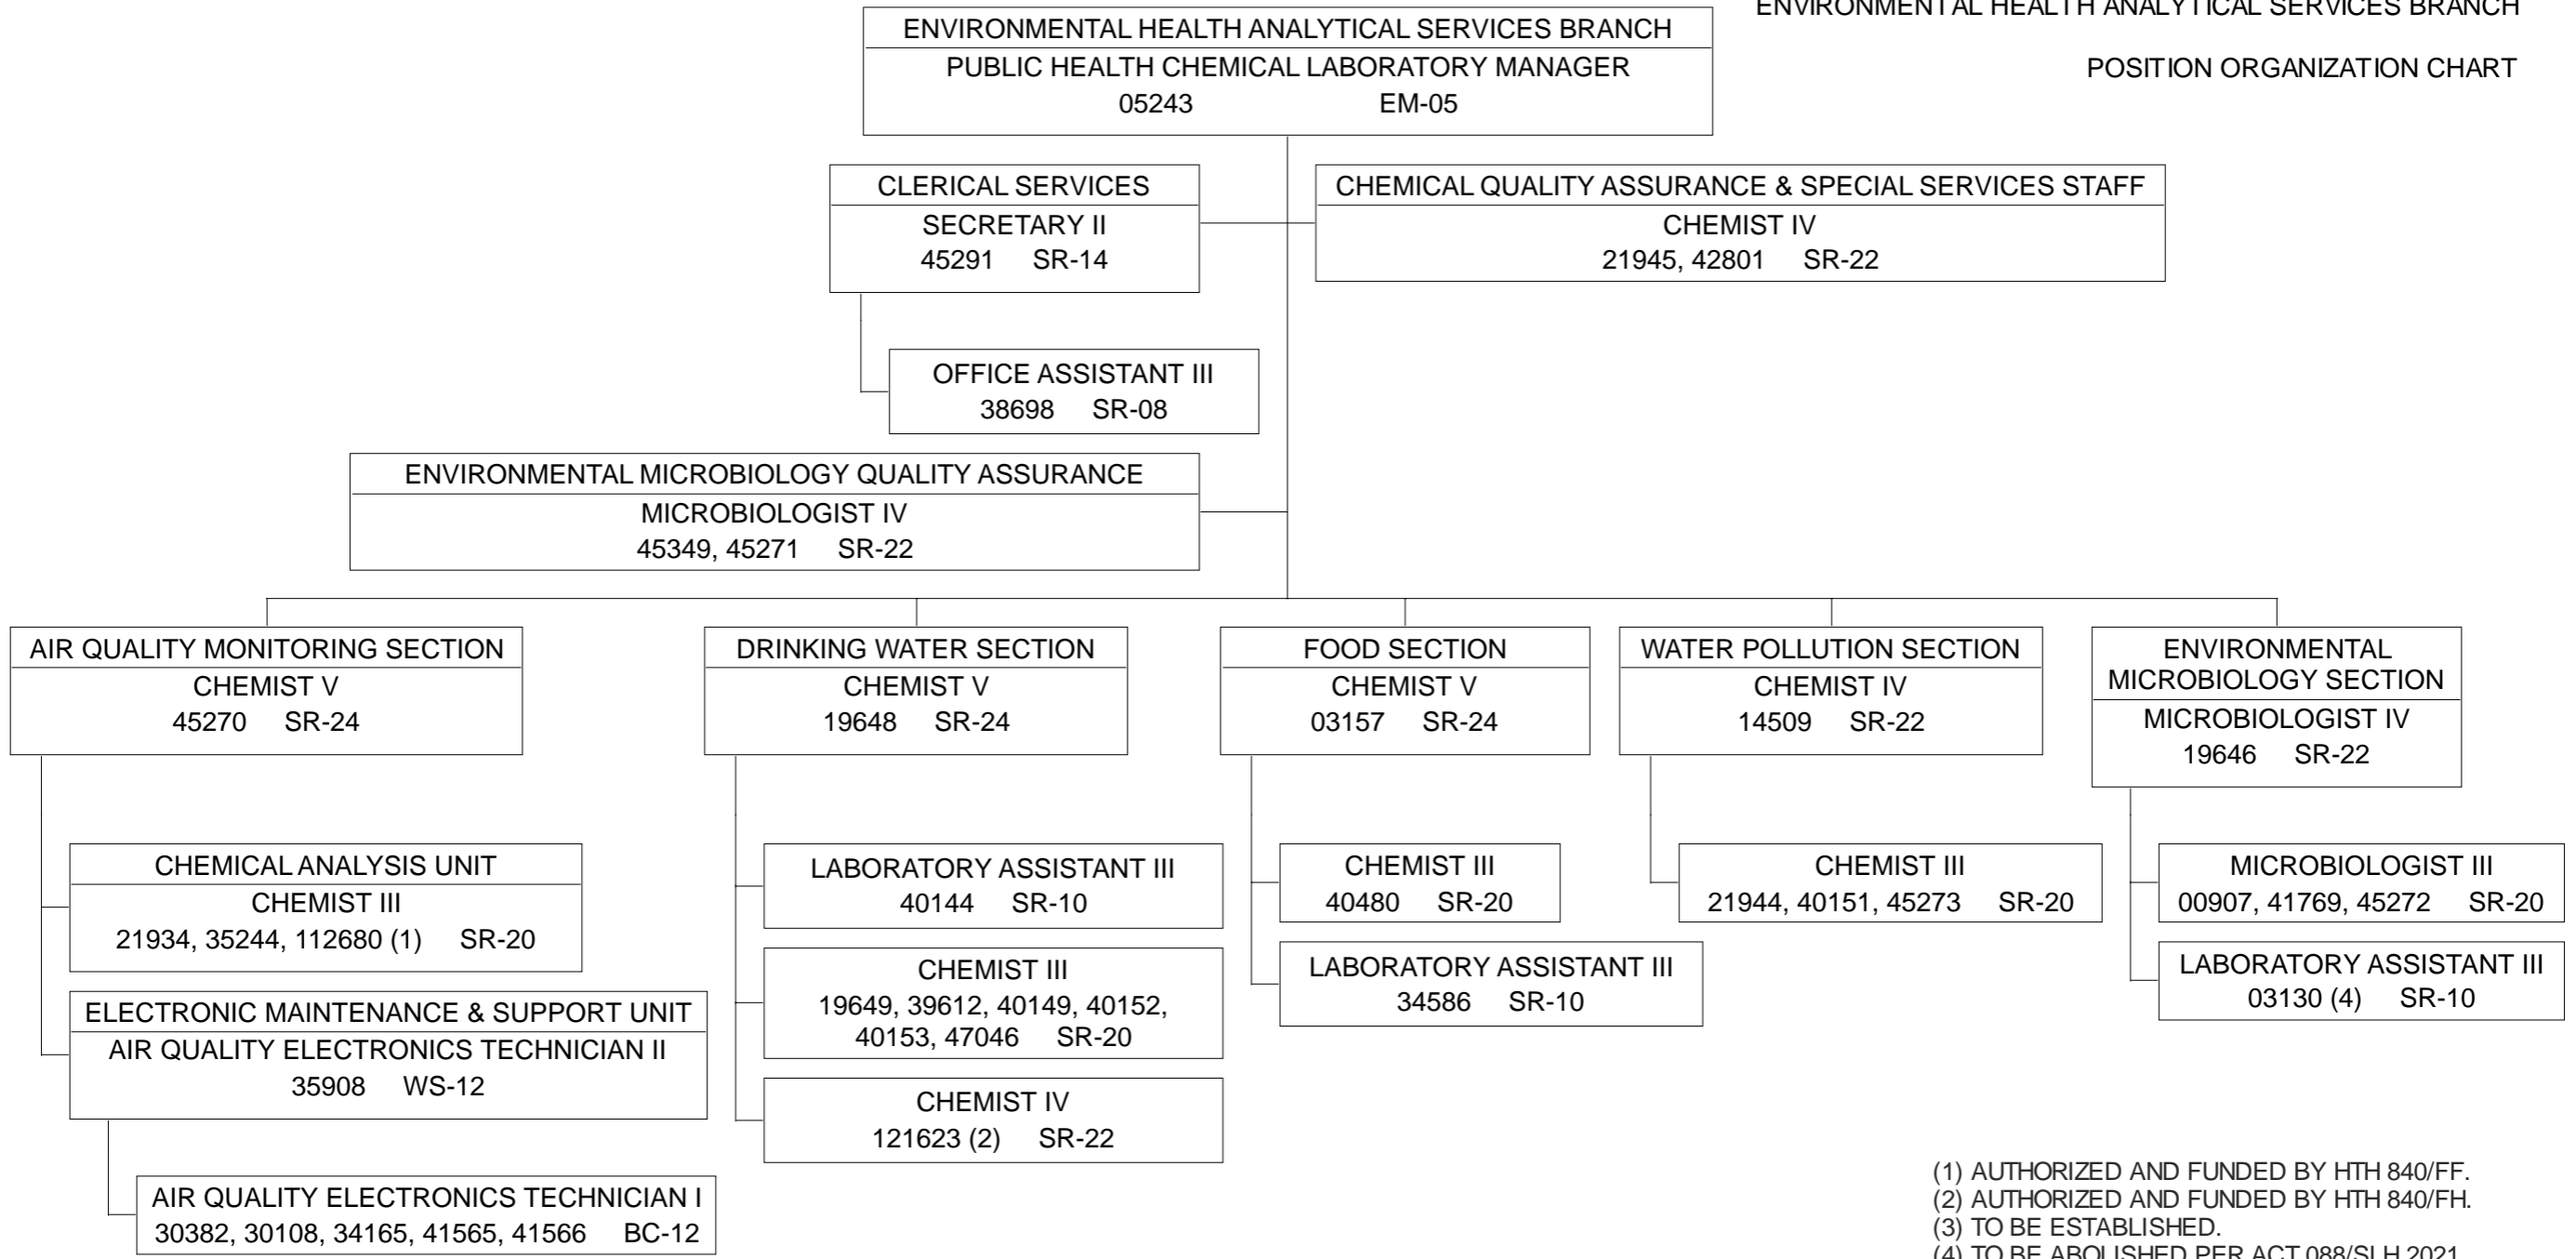 ENVIRONMENTAL HEALTH ANALYTICAL SERVICES BRANCH
POSITION ORGANIZATION CHART
ENVIRONMENTAL HEALTH ANALYTICAL SERVICES BRANCH
PUBLIC HEALTH CHEMICAL LABORATORY MANAGER
05243 EM-05
CLERICAL SERVICES
SECRETARY II
45291 SR-14
CHEMICAL QUALITY ASSURANCE & SPECIAL SERVICES STAFF
CHEMIST IV
21945, 42801 SR-22
OFFICE ASSISTANT III
38698 SR-08
ENVIRONMENTAL MICROBIOLOGY QUALITY ASSURANCE
MICROBIOLOGIST IV
45349, 45271 SR-22
AIR QUALITY MONITORING SECTION
CHEMIST V
45270 SR-24
CHEMICAL ANALYSIS UNIT
CHEMIST III
21934, 35244, 112680 (1) SR-20
ELECTRONIC MAINTENANCE & SUPPORT UNIT
AIR QUALITY ELECTRONICS TECHNICIAN II
35908 WS-12
AIR QUALITY ELECTRONICS TECHNICIAN I
30382, 30108, 34165, 41565, 41566 BC-12
DRINKING WATER SECTION
CHEMIST V
19648 SR-24
LABORATORY ASSISTANT III
40144 SR-10
CHEMIST III
19649, 39612, 40149, 40152,
40153, 47046 SR-20
CHEMIST IV
121623 (2) SR-22
FOOD SECTION
CHEMIST V
03157 SR-24
CHEMIST III
40480 SR-20
LABORATORY ASSISTANT III
34586 SR-10
WATER POLLUTION SECTION
CHEMIST IV
14509 SR-22
CHEMIST III
21944, 40151, 45273 SR-20
ENVIRONMENTAL
MICROBIOLOGY SECTION
MICROBIOLOGIST IV
19646 SR-22
MICROBIOLOGIST III
00907, 41769, 45272 SR-20
LABORATORY ASSISTANT III
03130 (4) SR-10
(1) AUTHORIZED AND FUNDED BY HTH 840/FF.
(2) AUTHORIZED AND FUNDED BY HTH 840/FH.
(3) TO BE ESTABLISHED.
(4) TO BE ABOLISHED PER ACT 088/SLH 2021